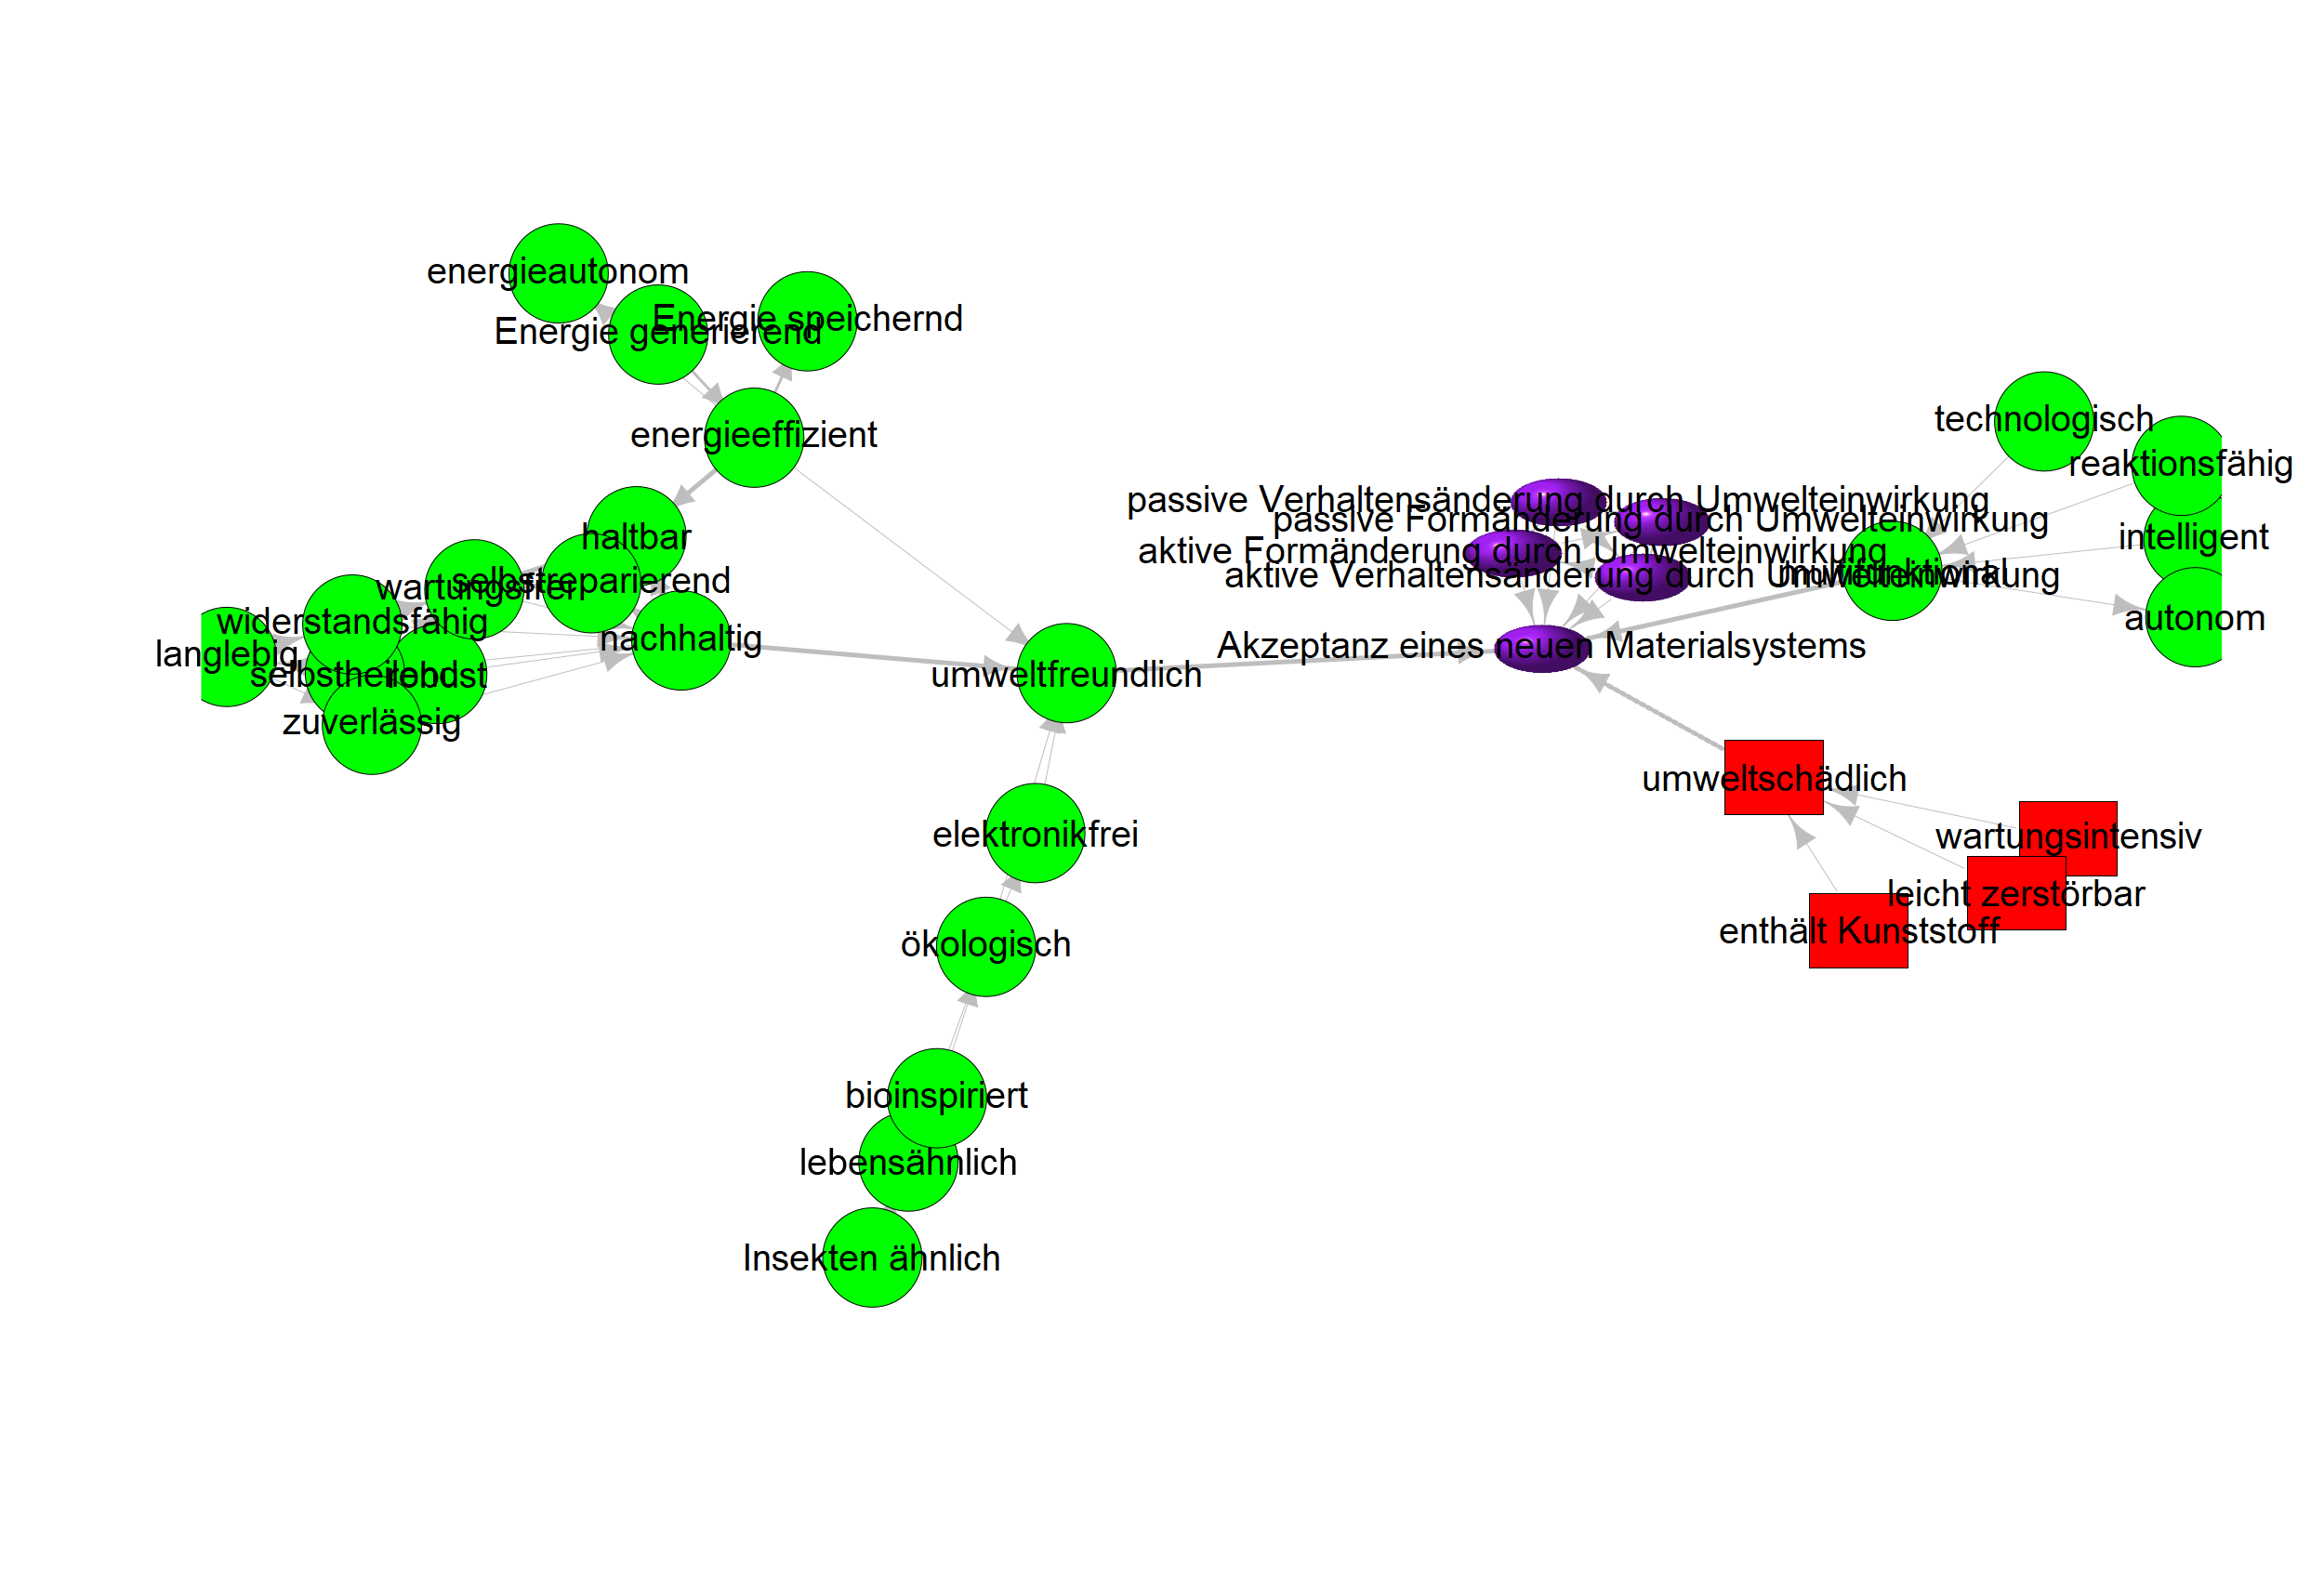 energieautonom
Energie speichernd
Energie generierend
energieeffizient
technologisch
reaktionsfähig
passive Verhaltensänderung durch Umwelteinwirkung
passive Formänderung durch Umwelteinwirkung
haltbar
intelligent
aktive Formänderung durch Umwelteinwirkung
multifunktional
aktive Verhaltensänderung durch Umwelteinwirkung
selbstreparierend
wartungsfrei
widerstandsfähig
autonom
nachhaltig
Akzeptanz eines neuen Materialsystems
langlebig
selbstheilend
robust
umweltfreundlich
zuverlässig
umweltschädlich
elektronikfrei
wartungsintensiv
leicht zerstörbar
enthält Kunststoff
ökologisch
bioinspiriert
lebensähnlich
Insekten ähnlich